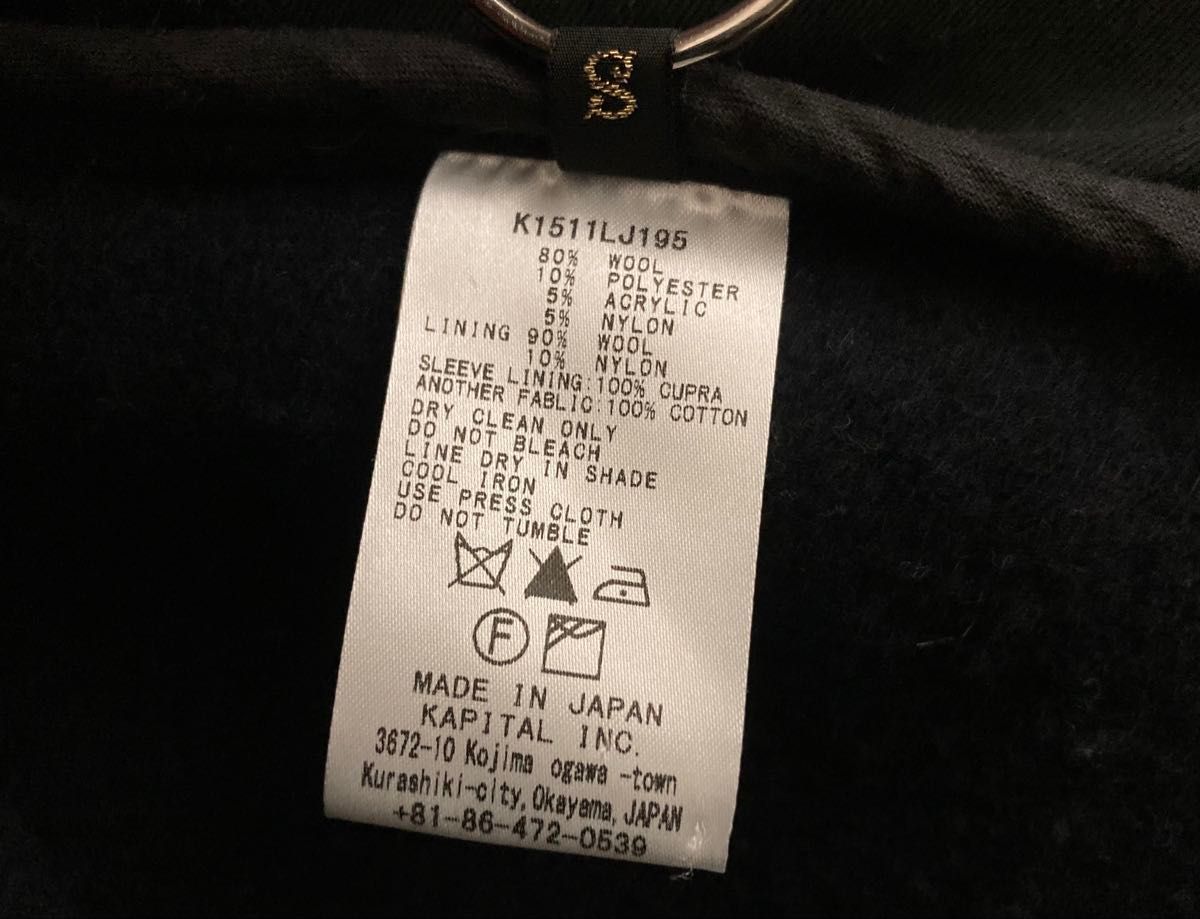 S
K1511LJ195
80% WOOL
10% POLYESTER
5% ACRYLIC
5% NYLON
LINING 90% WOOL
10% NYLON
SLEEVE LINING:100% CUPRA
ANOTHER FABLIC:100% COTTON
DRY CLEAN ONLY
DO NOT BLEACH
LINE DRY IN SHADE
COOL IRON
USE PRESS CLOTH
DO NOT TUMBLE
F
MADE IN JAPAN
KAPITAL INC.
3672-10 Kojima ogawa -town
Kurashiki-city, Okayama, JAPAN
+81-86-472-0539